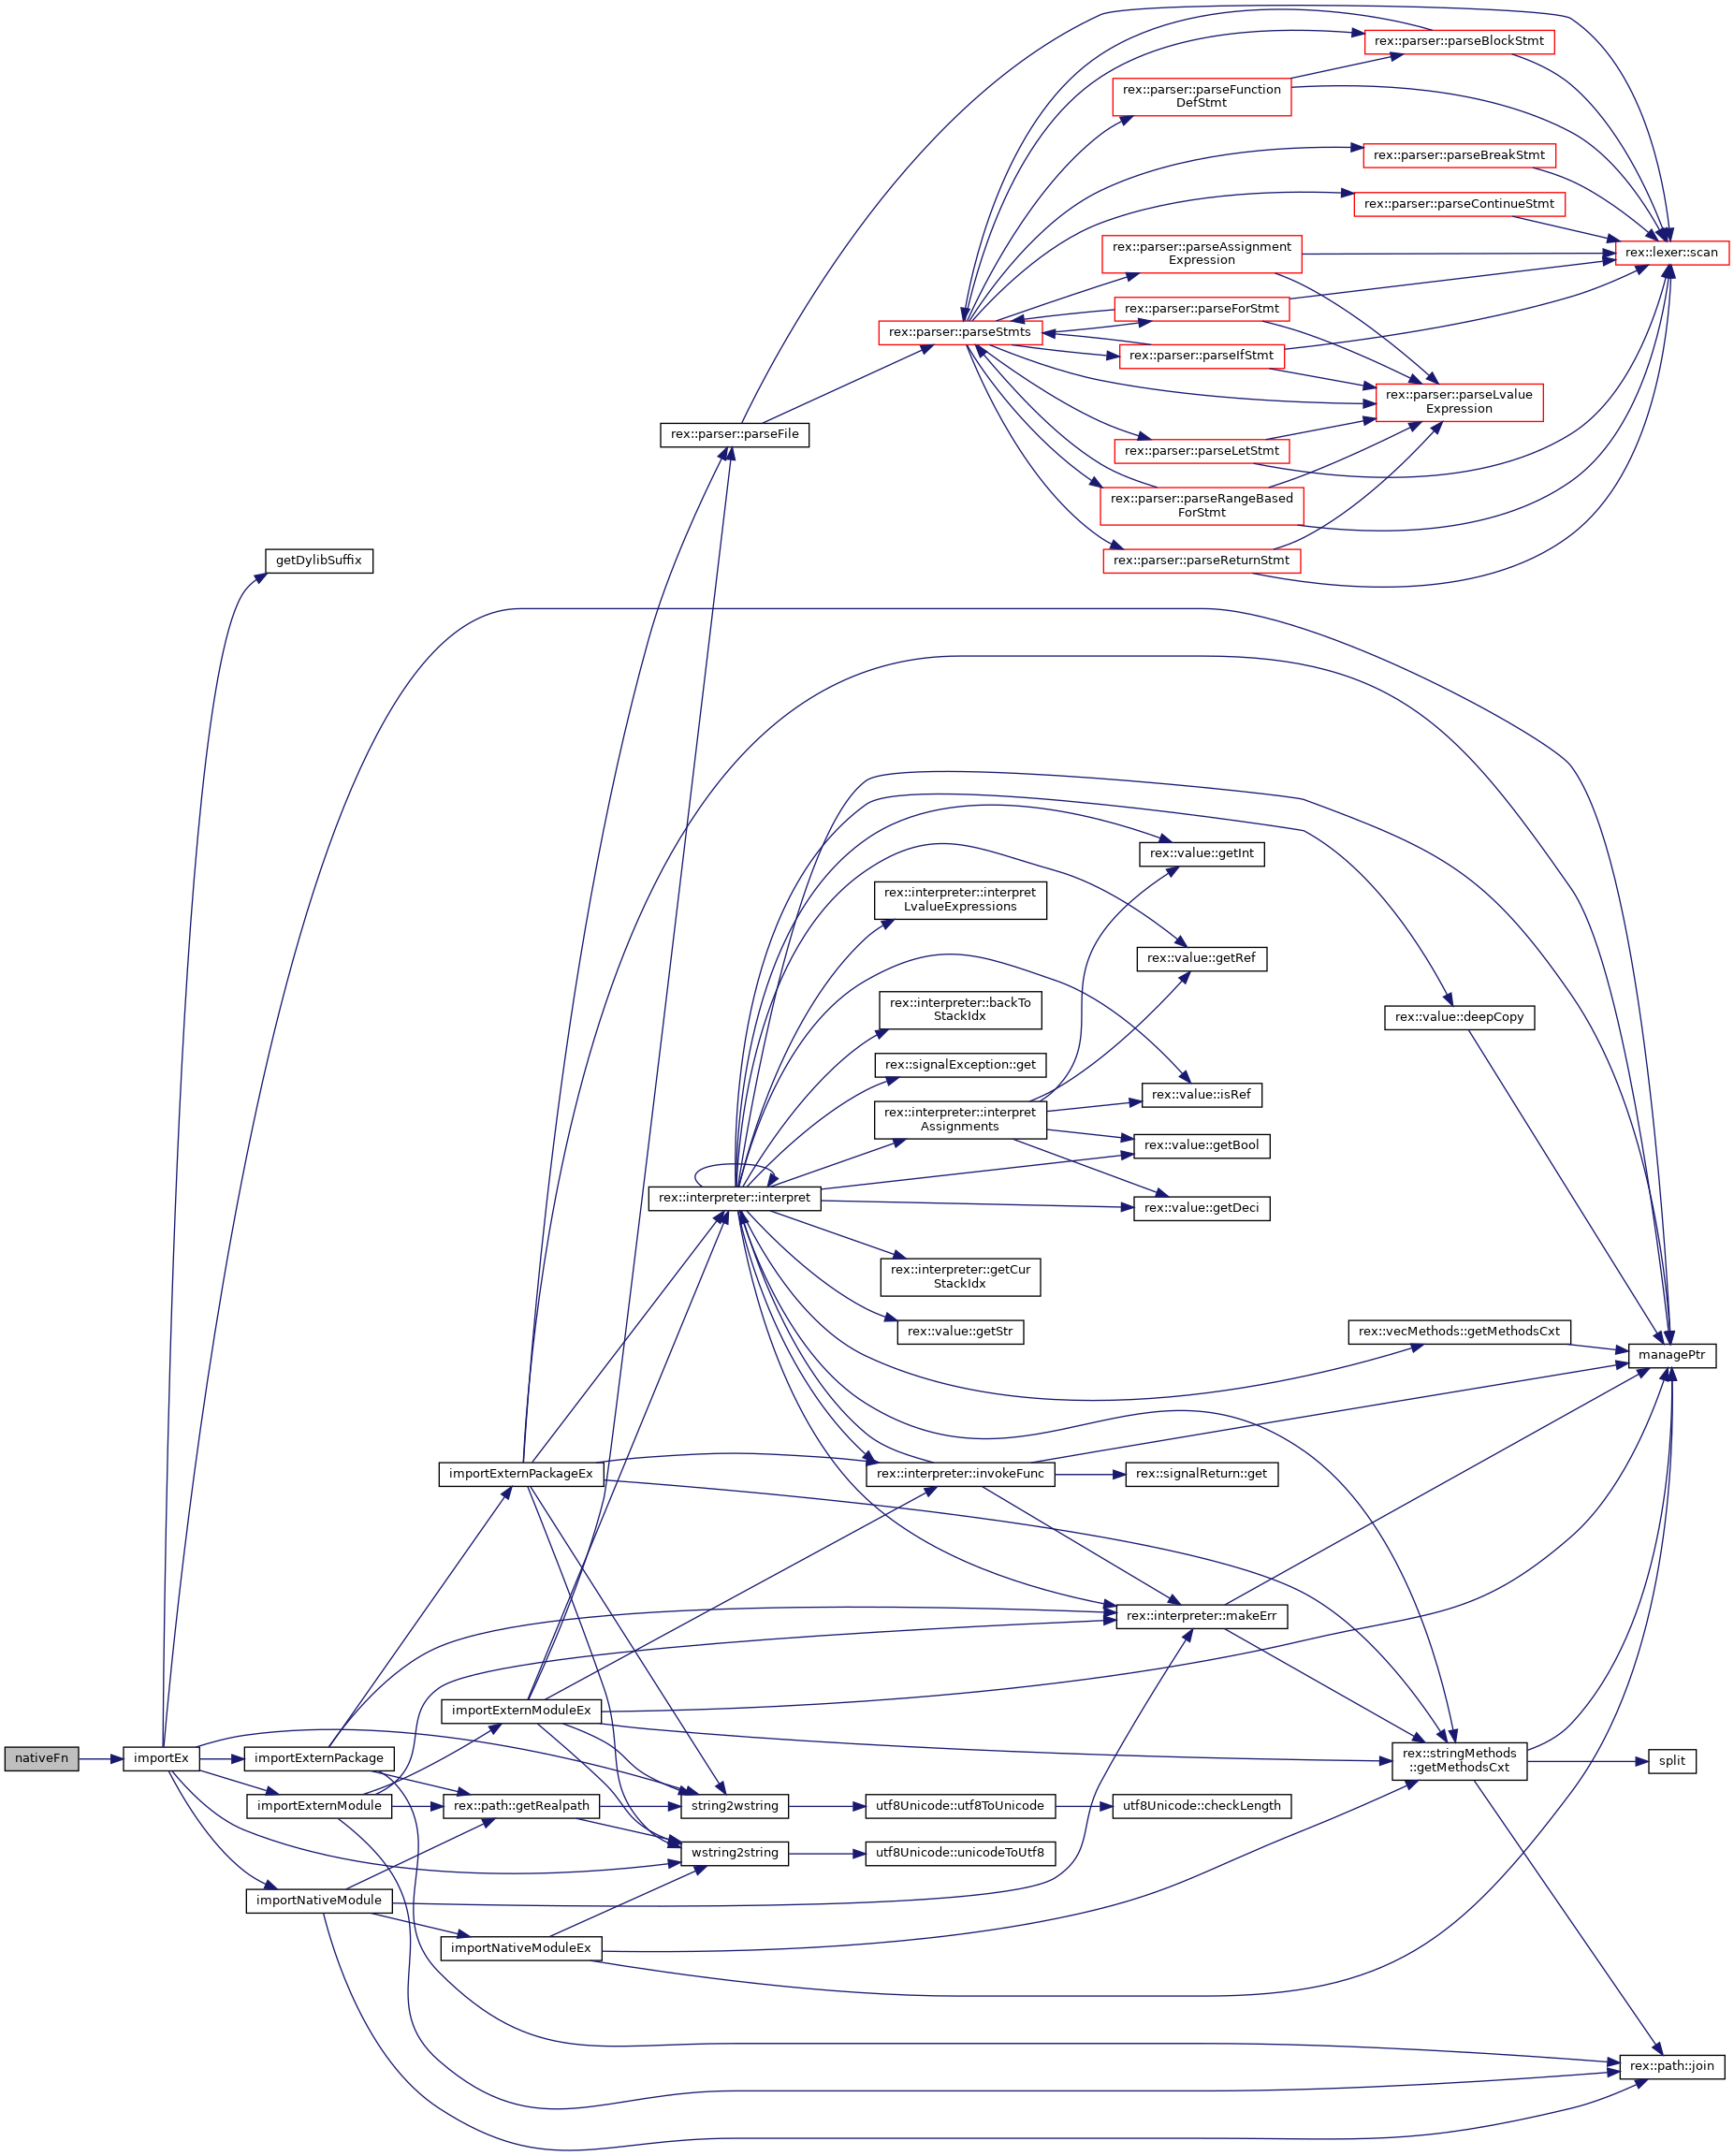 rex::parser::parseBlockStmt
rex::parser::parseFunction
DefStmt
rex::parser::parseBreakStmt
rex::parser::parseContinueStmt
rex::parser::parseAssignment
Expression
rex::lexer::scan
rex::parser::parseForStmt
rex::parser::parseStmts
rex::parser::parseIfStmt
rex::parser::parseLvalue
Expression
rex::parser::parseFile
rex::parser::parseLetStmt
rex::parser::parseRangeBased
ForStmt
getDylibSuffix
rex::parser::parseReturnStmt
rex::value::getInt
rex::interpreter::interpret
LvalueExpressions
rex::value::getRef
rex::interpreter::backTo
StackIdx
rex::value::deepCopy
rex::signalException::get
rex::value::isRef
rex::interpreter::interpret
Assignments
rex::value::getBool
rex::interpreter::interpret
rex::value::getDeci
rex::interpreter::getCur
StackIdx
rex::value::getStr
rex::vecMethods::getMethodsCxt
managePtr
importExternPackageEx
rex::interpreter::invokeFunc
rex::signalReturn::get
rex::interpreter::makeErr
importExternModuleEx
nativeFn
importEx
importExternPackage
rex::stringMethods
::getMethodsCxt
split
importExternModule
rex::path::getRealpath
string2wstring
utf8Unicode::utf8ToUnicode
utf8Unicode::checkLength
wstring2string
utf8Unicode::unicodeToUtf8
importNativeModule
importNativeModuleEx
rex::path::join